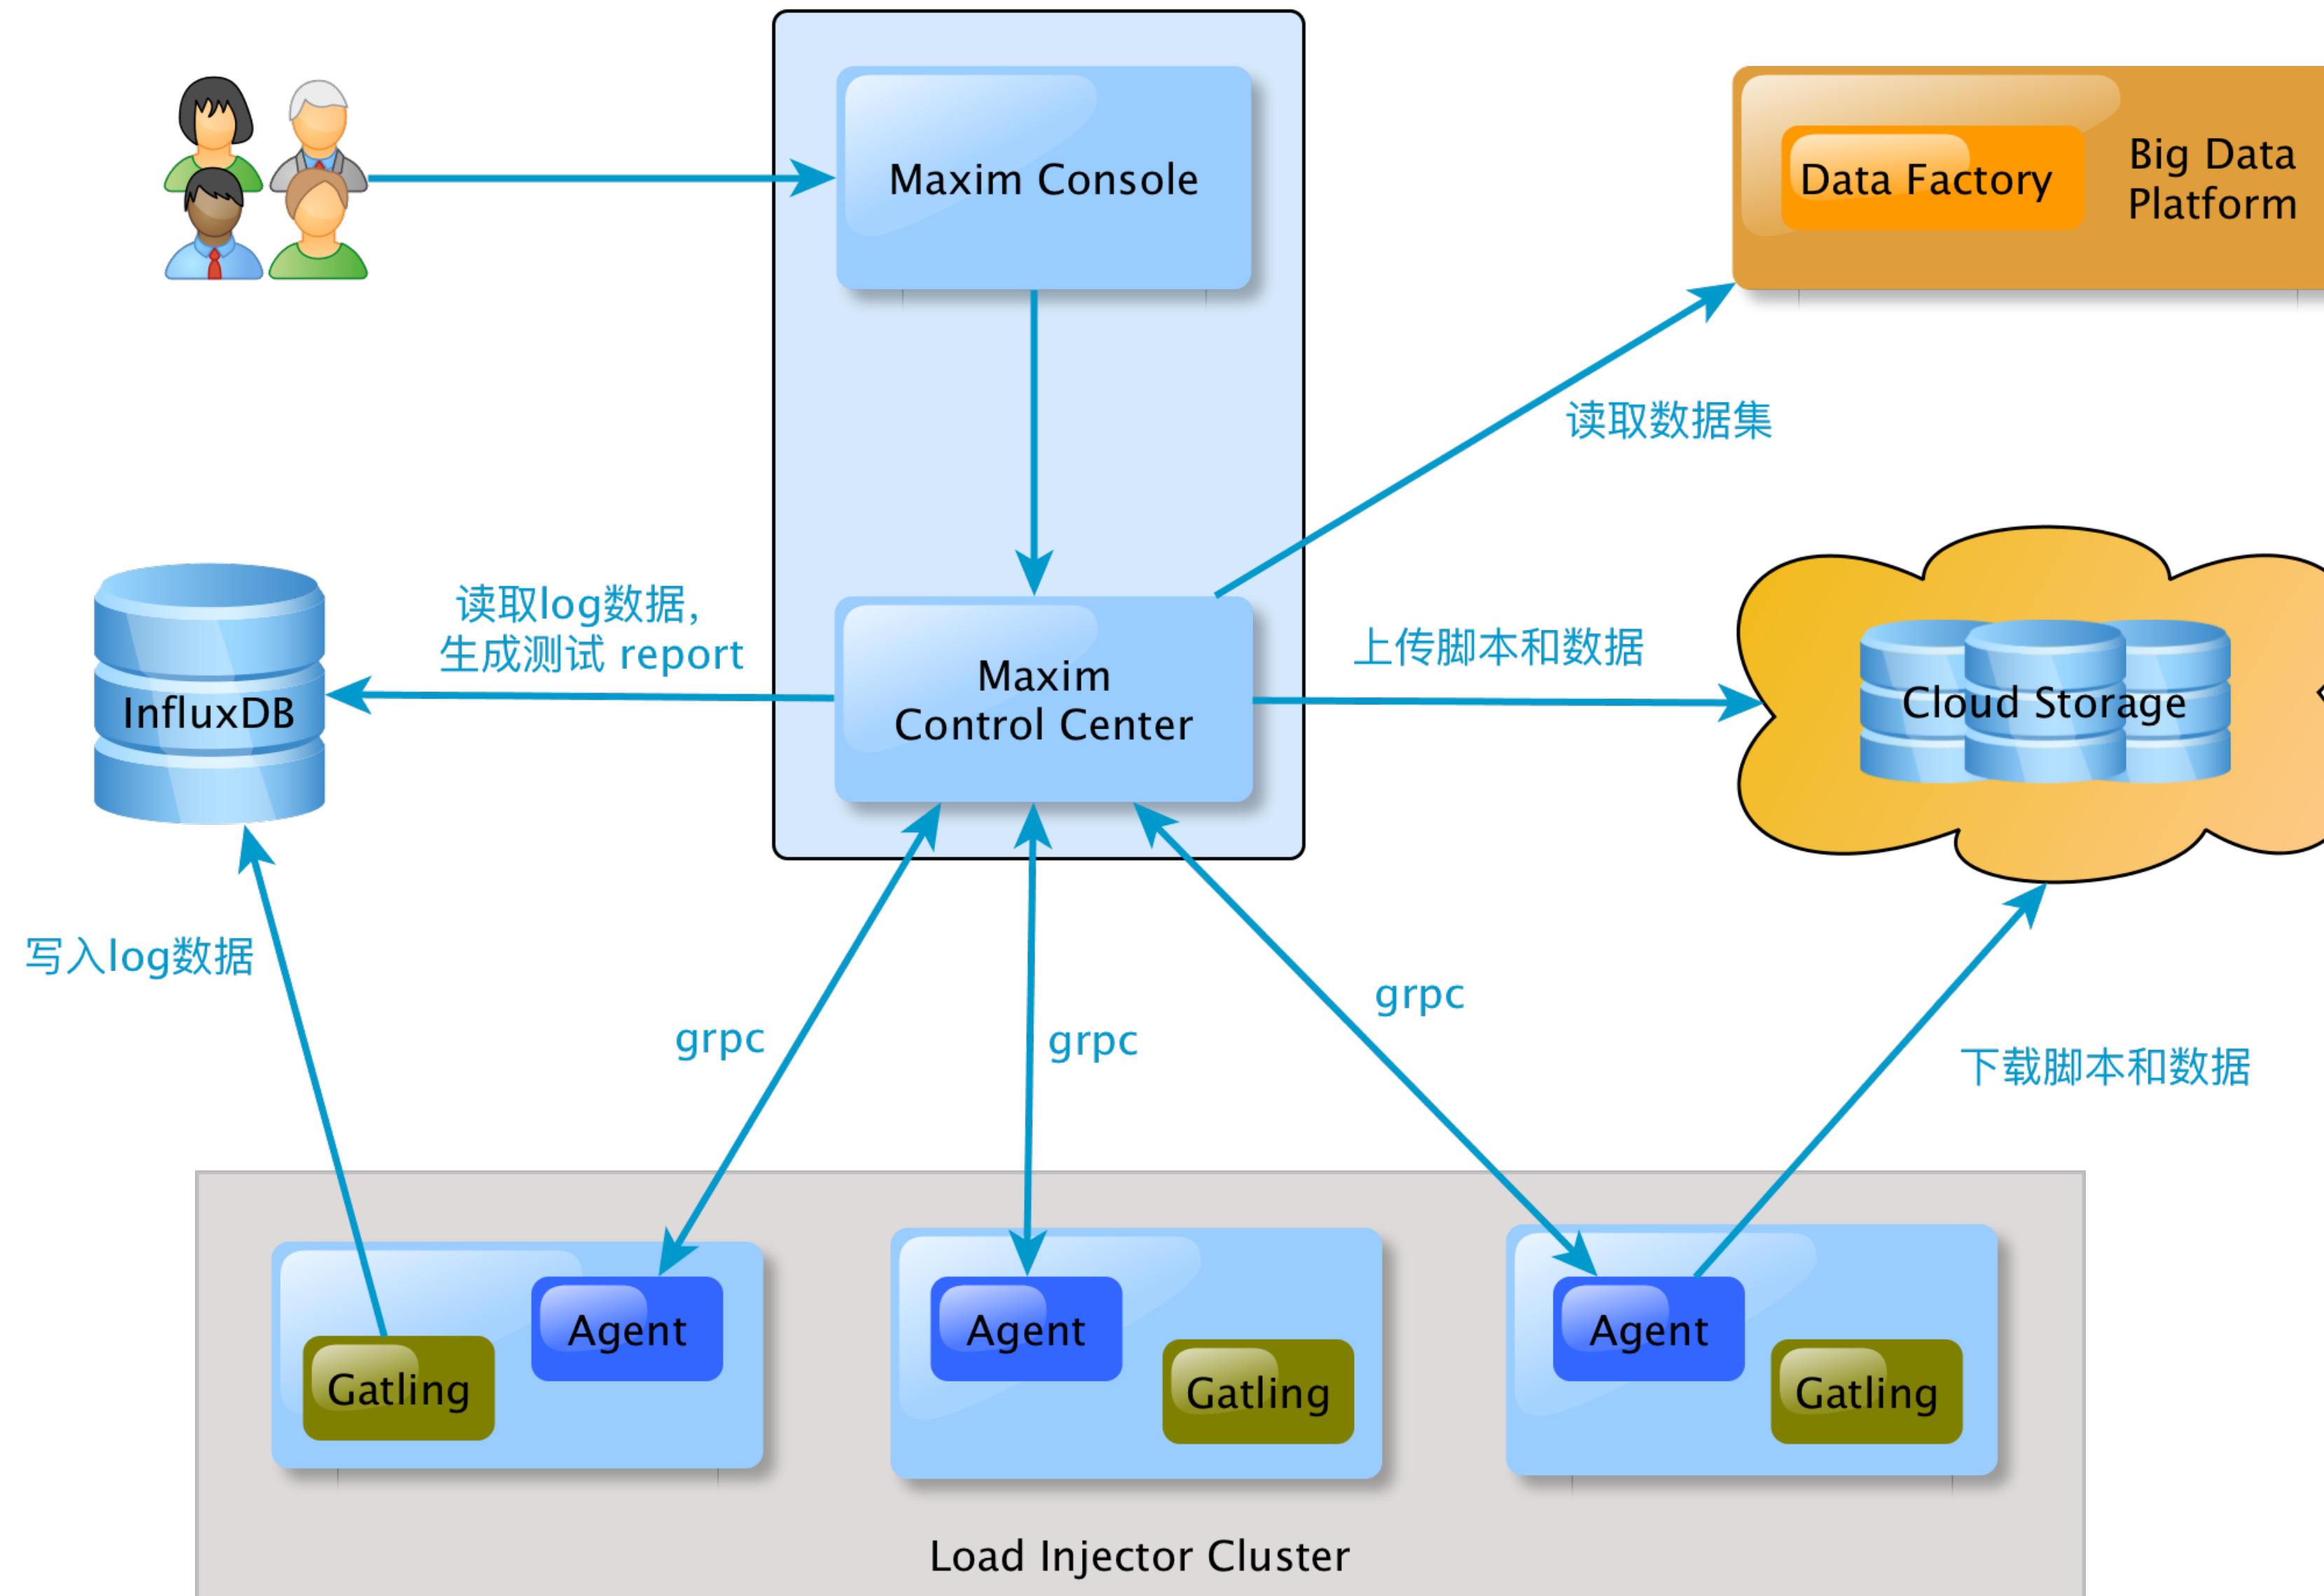 Maxim Console
Data Factory
Big Data
Platform
读取数据集
读取log数据,
生成测试 report
InfluxDB
Maxim
Control Center
上传脚本和数据
Cloud Storage
写入log数据
grpc
grpc
grpc
下载脚本和数据
Agent
Gatling
Agent
Gatling
Agent
Gatling
Load Injector Cluster